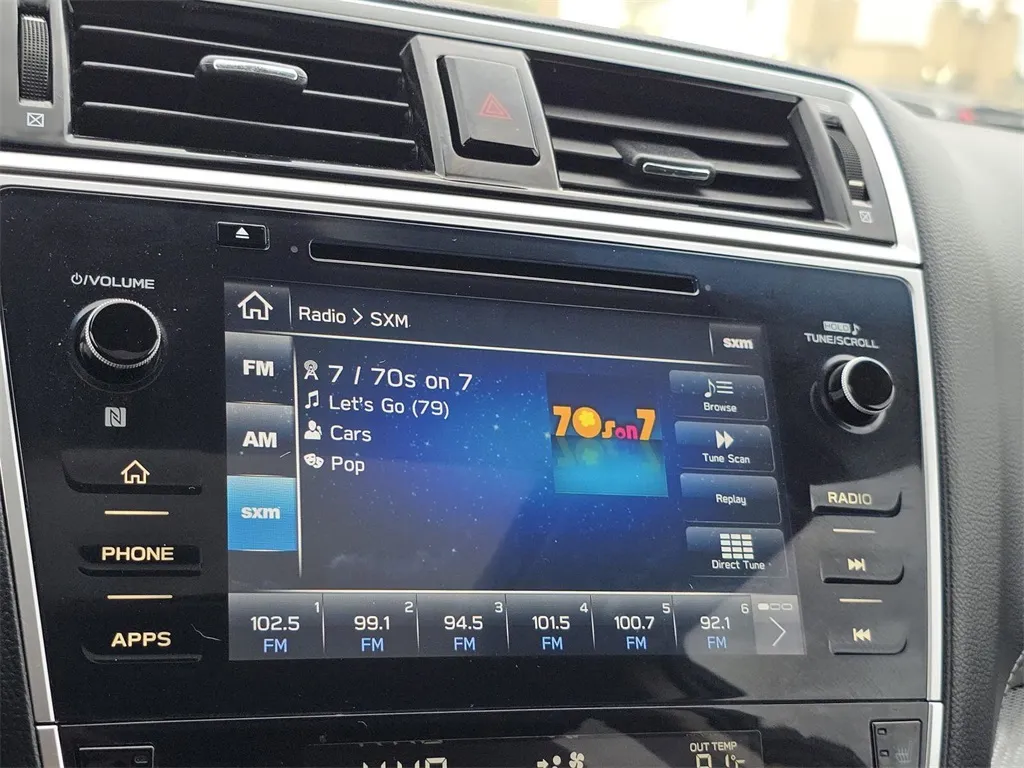 ⏻/VOLUME
HOLD
TUNE/SCROLL
Radio > SXM
sxm
FM
AM
sxm
7 / 70s on 7
Let's Go (79)
Cars
Pop
70s on 7
Browse
Tune Scan
Replay
Direct Tune
1 2 3 4 5 6
102.5 99.1 94.5 101.5 100.7 92.1
FM FM FM FM FM FM
N
PHONE
APPS
RADIO
OUT TEMP